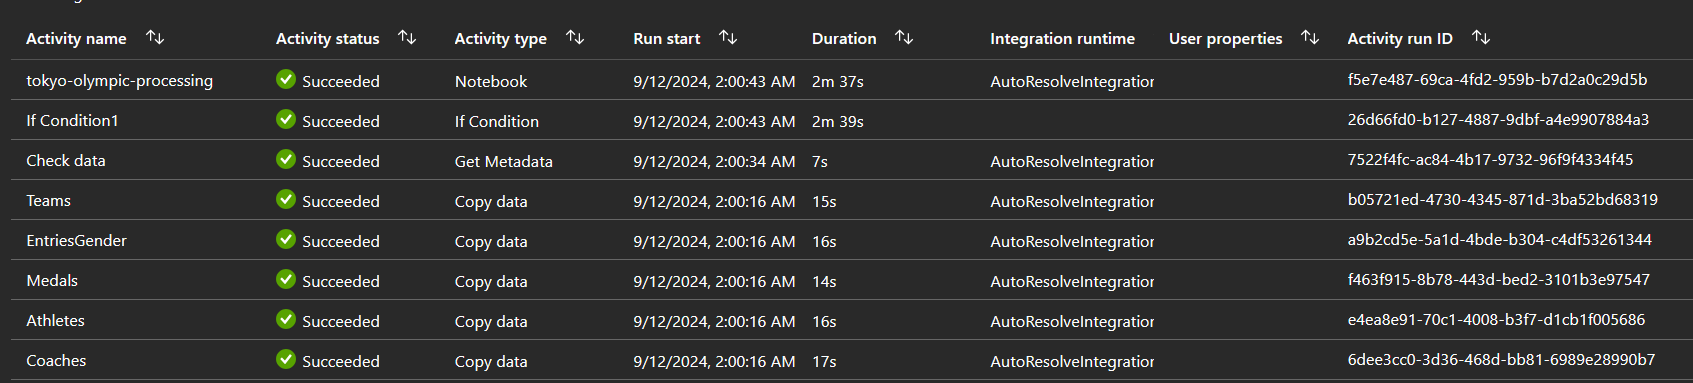 Activity name Activity status Activity type Run start Duration Integration runtime User properties Activity run ID
tokyo-olympic-processing Succeeded Notebook 9/12/2024, 2:00:43 AM 2m 37s AutoResolveIntegration f5e7e487-69ca-4fd2-959b-b7d2a0c29d5b
If Condition1 Succeeded If Condition 9/12/2024, 2:00:43 AM 2m 39s 26d66fd0-b127-4887-9dbf-a4e9907884a3
Check data Succeeded Get Metadata 9/12/2024, 2:00:34 AM 7s AutoResolveIntegration 7522f4fc-ac84-4b17-9732-96f9f4334f45
Teams Succeeded Copy data 9/12/2024, 2:00:16 AM 15s AutoResolveIntegration b05721ed-4730-4345-871d-3ba52bd68319
EntriesGender Succeeded Copy data 9/12/2024, 2:00:16 AM 16s AutoResolveIntegration a9b2cd5e-5a1d-4bde-b304-c4df53261344
Medals Succeeded Copy data 9/12/2024, 2:00:16 AM 14s AutoResolveIntegration f463f915-8b78-443d-bed2-3101b3e97547
Athletes Succeeded Copy data 9/12/2024, 2:00:16 AM 16s AutoResolveIntegration e4ea8e91-70c1-4008-b3f7-d1cb1f005686
Coaches Succeeded Copy data 9/12/2024, 2:00:16 AM 17s AutoResolveIntegration 6dee3cc0-3d36-468d-bb81-6989e28990b7